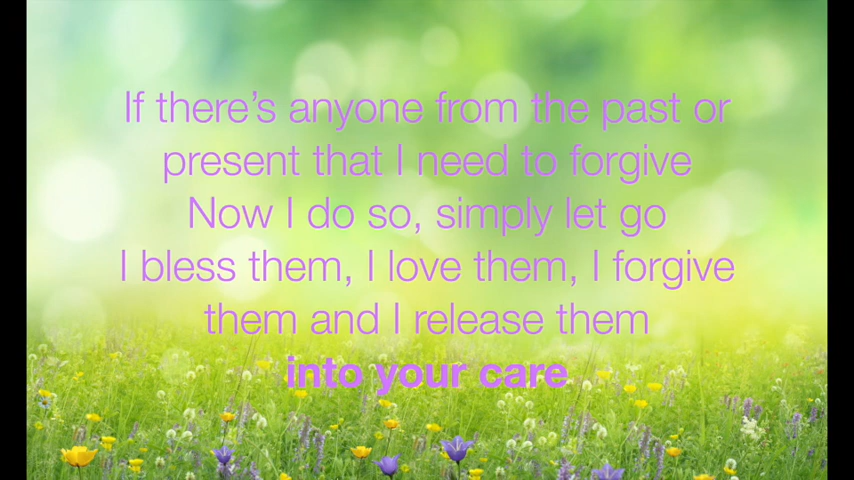 If there’s anyone from the past or
present that I need to forgive
Now I do so, simply let go
I bless them, I love them, I forgive
them and I release them
into your care